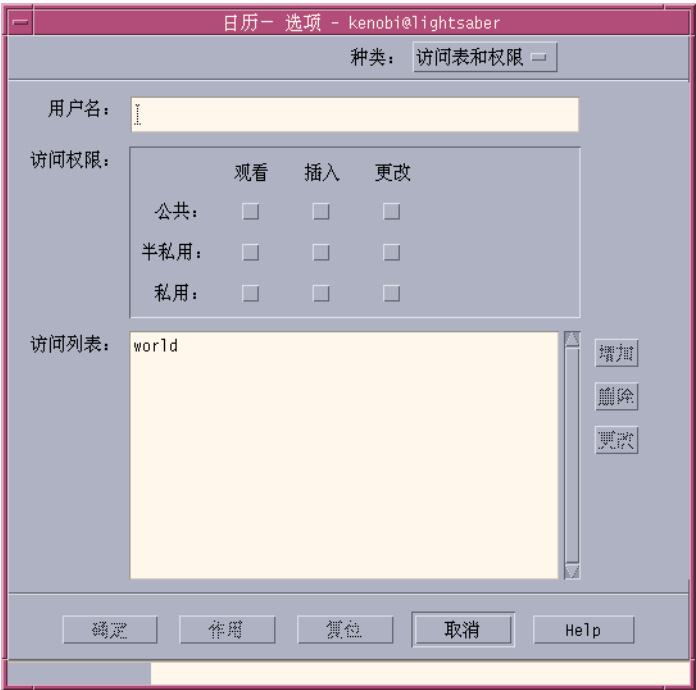 日历— 选项 - kenobi@lightsaber
种类： 访问表和权限
用户名：
访问权限：
观看 插入 更改
公共：
半私用：
私用：
访问列表：
world
增加
删除
更改
确定 作用 复位 取消 Help